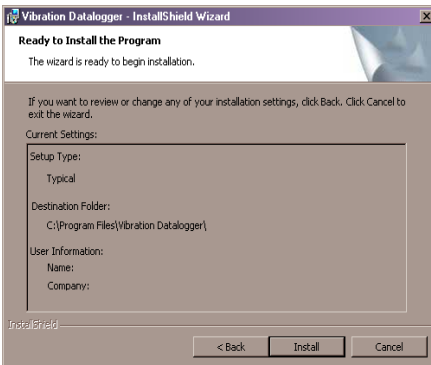 Vibration Datalogger - InstallShield Wizard
Ready to Install the Program
The wizard is ready to begin installation.
If you want to review or change any of your installation settings, click Back. Click Cancel to
exit the wizard.
Current Settings:
Setup Type:
Typical
Destination Folder:
C:\Program Files\Vibration Datalogger\
User Information:
Name:
Company:
InstallShield
< Back
Install
Cancel